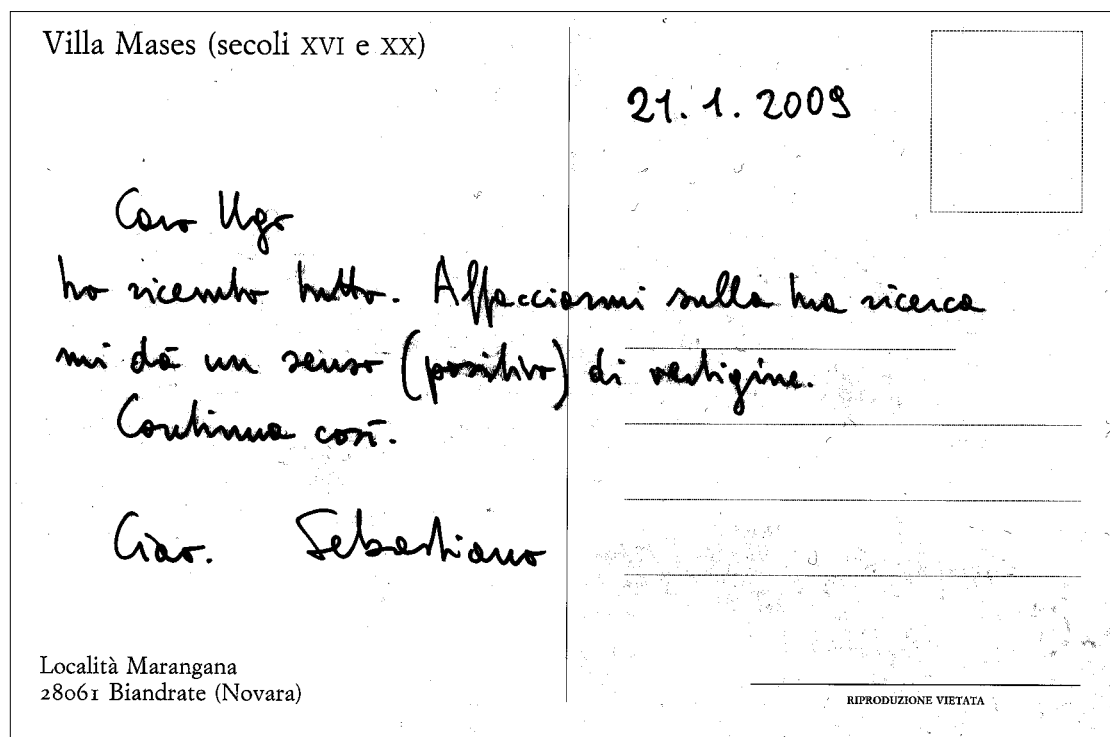 Villa Mases (secoli XVI e XX)
21. 1. 2009
Caro Ugo
ho ricevuto tutto. Affacciarmi sulla tua ricerca
mi dà un senso (positivo) di vertigine.
Continua così.
Ciao. Sebastiano
Località Marangana
28061 Biandrate (Novara)
RIPRODUZIONE VIETATA